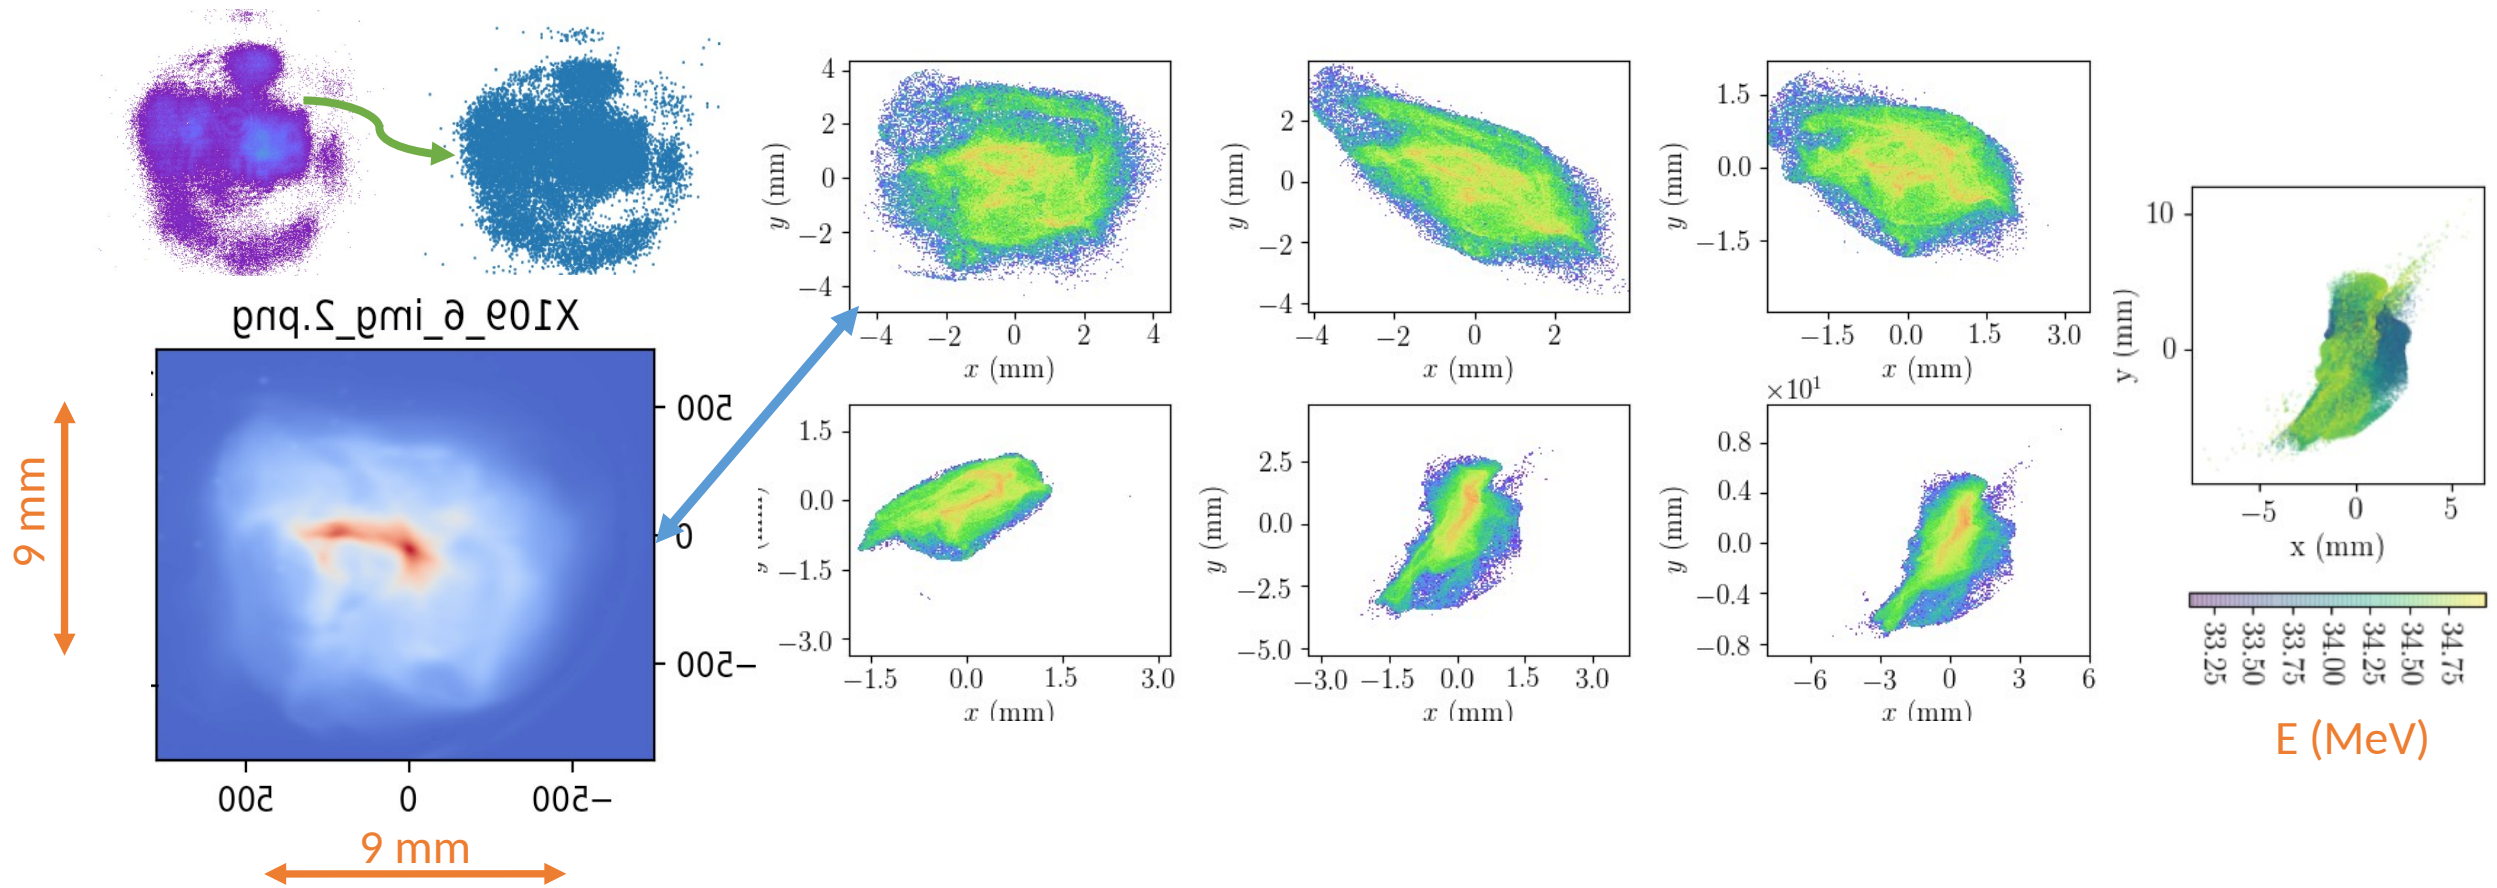 X109_6_img_2.png
500
0
−500
500
0
−500
9 mm
9 mm
4
2
0
−2
−4
y (mm)
−4 −2 0 2 4
x (mm)
2
0
−2
−4
y (mm)
−4 −2 0 2
x (mm)
1.5
0.0
−1.5
y (mm)
−1.5 0.0 1.5 3.0
x (mm)
1.5
0.0
−1.5
−3.0
−1.5 0.0 1.5 3.0
x (mm)
2.5
0.0
−2.5
−5.0
y (mm)
−3.0 −1.5 0.0 1.5 3.0
x (mm)
×10¹
0.8
0.4
0.0
−0.4
−0.8
y (mm)
−6 −3 0 3 6
x (mm)
10
0
y (mm)
−5 0 5
x (mm)
33.25 33.50 33.75 34.00 34.25 34.50 34.75
E (MeV)